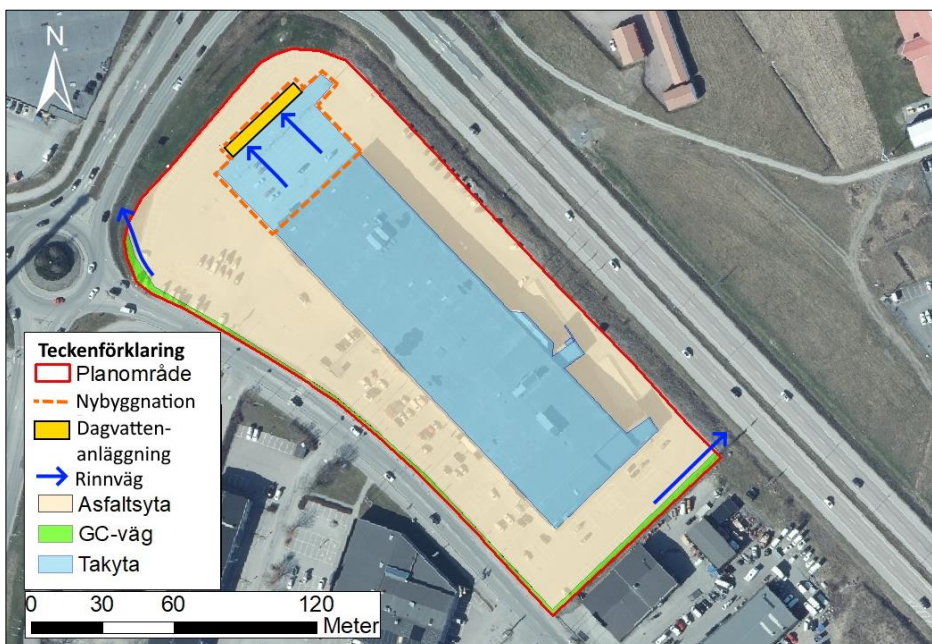 N
Teckenförklaring
Planområde
Nybyggnation
Dagvatten-
anläggning
Rinnväg
Asfaltsyta
GC-väg
Takyta
0 30 60 120
Meter